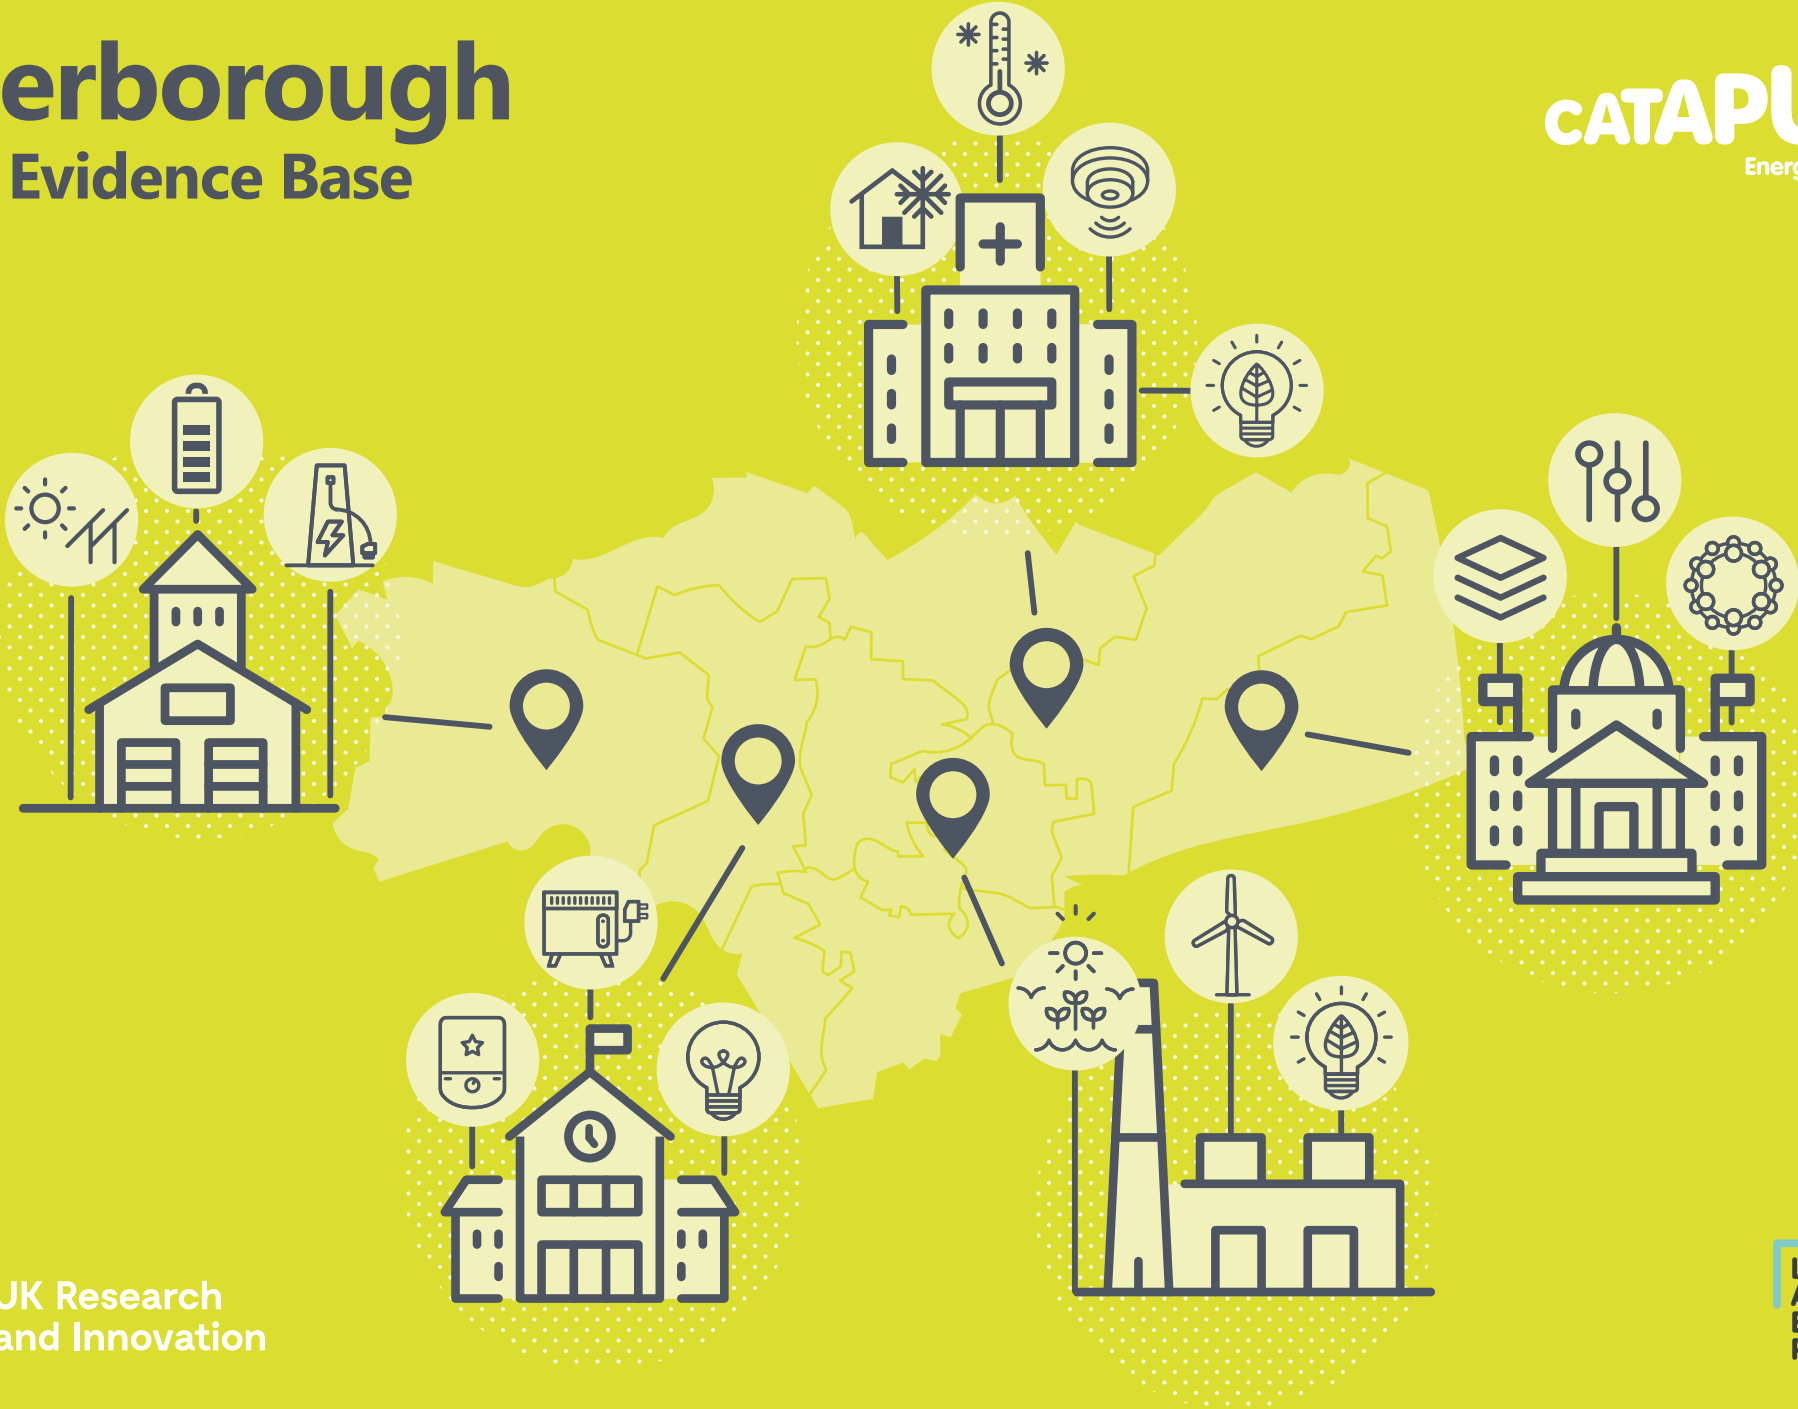 erborough
Evidence Base
CATAPU
Energ
UK Research
and Innovation